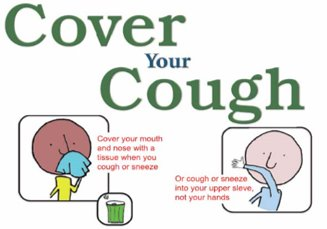 Cover
Your
Cough
Cover your mouth
and nose with a
tissue when you
cough or sneeze
Or cough or sneeze
into your upper sleve,
not your hands